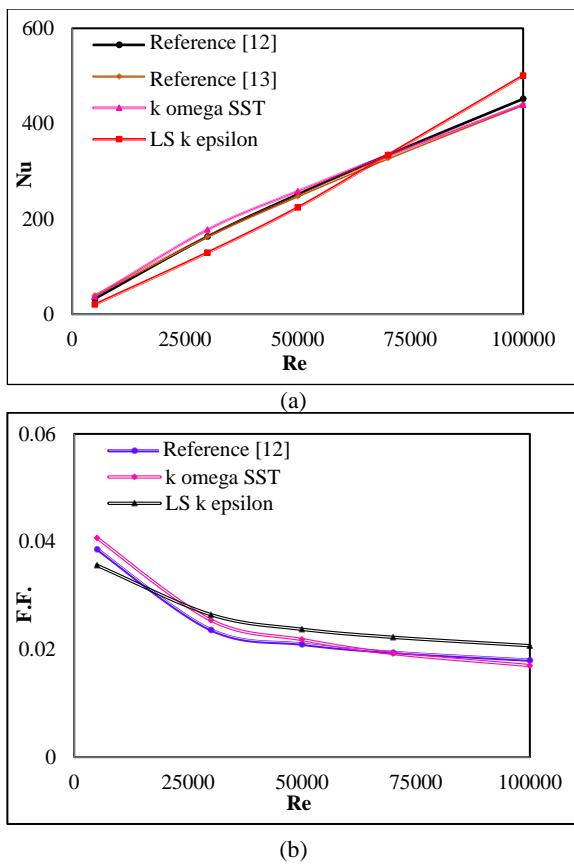 600
Reference [12]
Reference [13]
k omega SST
LS k epsilon
400
Nu
200
0
0 25000 50000 75000 100000
Re
(a)
0.06
Reference [12]
k omega SST
LS k epsilon
0.04
F.F.
0.02
0
0 25000 50000 75000 100000
Re
(b)